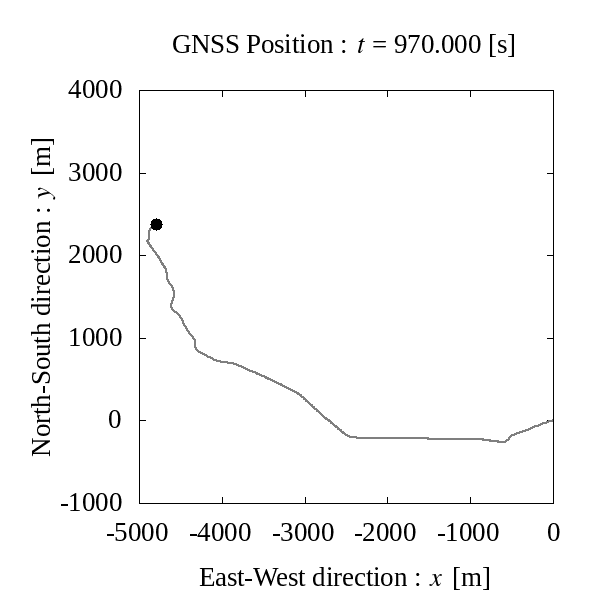 GNSS Position : t = 970.000 [s]
4000
3000
2000
1000
0
-1000
North-South direction : y [m]
-5000 -4000 -3000 -2000 -1000 0
East-West direction : x [m]